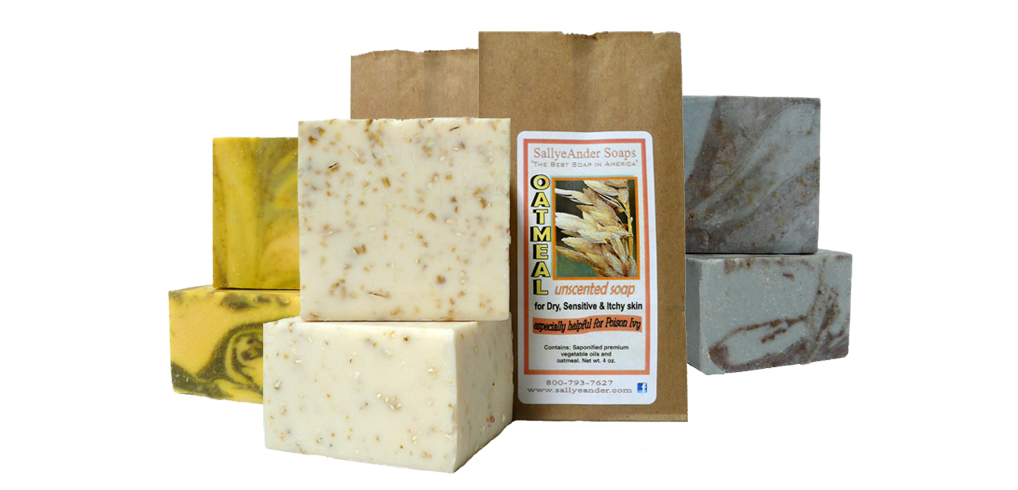 SallyeAnder Soaps
"The Best Soap in America"
OATMEAL
unscented soap
for Dry, Sensitive & Itchy skin
especially helpful for Poison Ivy
Contains: Saponified premium
vegetable oils and
oatmeal. Net wt. 4 oz.
800-793-7627
www.sallyeander.com
f